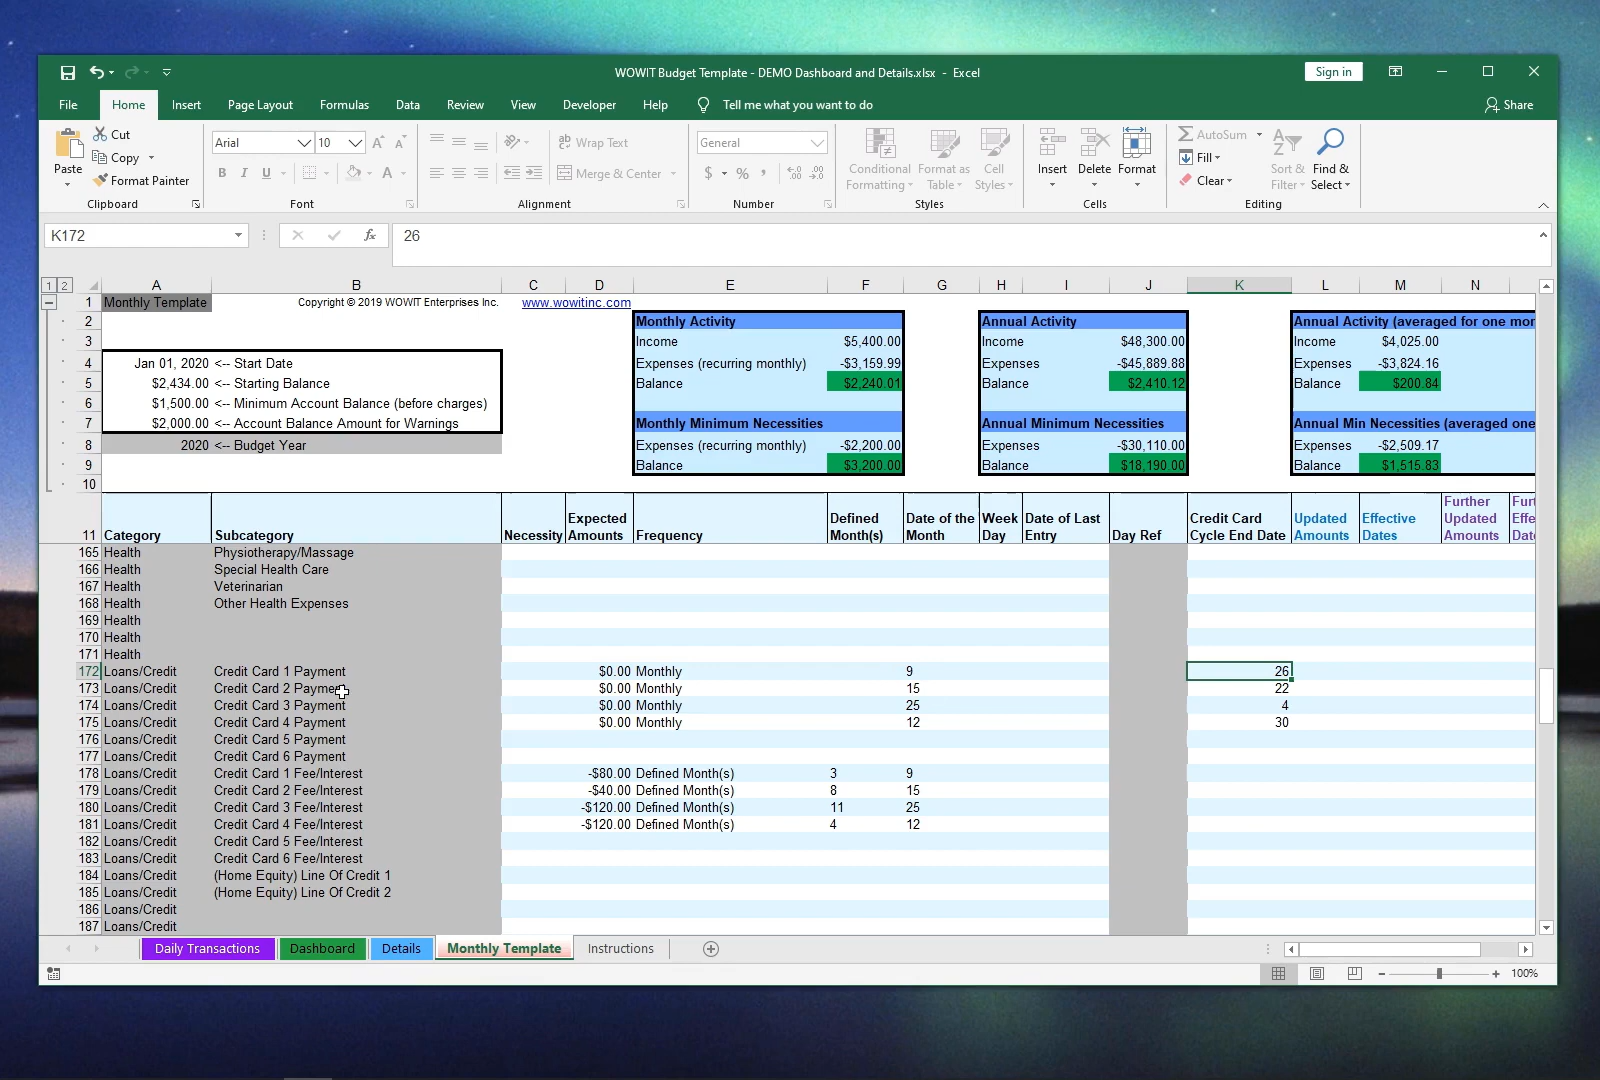 WOWIT Budget Template - DEMO Dashboard and Details.xlsx - Excel
Sign in
File Home Insert Page Layout Formulas Data Review View Developer Help Tell me what you want to do Share
Paste Cut Copy Format Painter Clipboard
Arial 10 A A B I U A Font
Wrap Text Merge & Center Alignment
General $ % , Number
Conditional Formatting Format as Table Cell Styles Styles
Insert Delete Format Cells
AutoSum Fill Clear Sort & Filter Find & Select Editing
K172 fx 26
1 2 A B C D E F G H I J K L M N
1 Monthly Template Copyright © 2019 WOWIT Enterprises Inc. www.wowitinc.com
2 Monthly Activity Annual Activity Annual Activity (averaged for one mor
3 Income $5,400.00 Income $48,300.00 Income $4,025.00
4 Jan 01, 2020 <-- Start Date Expenses (recurring monthly) -$3,159.99 Expenses -$45,889.88 Expenses -$3,824.16
5 $2,434.00 <-- Starting Balance Balance $2,240.01 Balance $2,410.12 Balance $200.84
6 $1,500.00 <-- Minimum Account Balance (before charges)
7 $2,000.00 <-- Account Balance Amount for Warnings Monthly Minimum Necessities Annual Minimum Necessities Annual Min Necessities (averaged one
8 2020 <-- Budget Year Expenses (recurring monthly) -$2,200.00 Expenses -$30,110.00 Expenses -$2,509.17
9 Balance $3,200.00 Balance $18,190.00 Balance $1,515.83
10
11 Category Subcategory Necessity Expected Amounts Frequency Defined Month(s) Date of the Month Week Day Date of Last Entry Day Ref Credit Card Cycle End Date Updated Amounts Effective Dates Further Updated Amounts Furt Effe Date
165 Health Physiotherapy/Massage
166 Health Special Health Care
167 Health Veterinarian
168 Health Other Health Expenses
169 Health
170 Health
171 Health
172 Loans/Credit Credit Card 1 Payment $0.00 Monthly 9 26
173 Loans/Credit Credit Card 2 Payment $0.00 Monthly 15 22
174 Loans/Credit Credit Card 3 Payment $0.00 Monthly 25 4
175 Loans/Credit Credit Card 4 Payment $0.00 Monthly 12 30
176 Loans/Credit Credit Card 5 Payment
177 Loans/Credit Credit Card 6 Payment
178 Loans/Credit Credit Card 1 Fee/Interest -$80.00 Defined Month(s) 3 9
179 Loans/Credit Credit Card 2 Fee/Interest -$40.00 Defined Month(s) 8 15
180 Loans/Credit Credit Card 3 Fee/Interest -$120.00 Defined Month(s) 11 25
181 Loans/Credit Credit Card 4 Fee/Interest -$120.00 Defined Month(s) 4 12
182 Loans/Credit Credit Card 5 Fee/Interest
183 Loans/Credit Credit Card 6 Fee/Interest
184 Loans/Credit (Home Equity) Line Of Credit 1
185 Loans/Credit (Home Equity) Line Of Credit 2
186 Loans/Credit
187 Loans/Credit
Daily Transactions Dashboard Details Monthly Template Instructions
100%